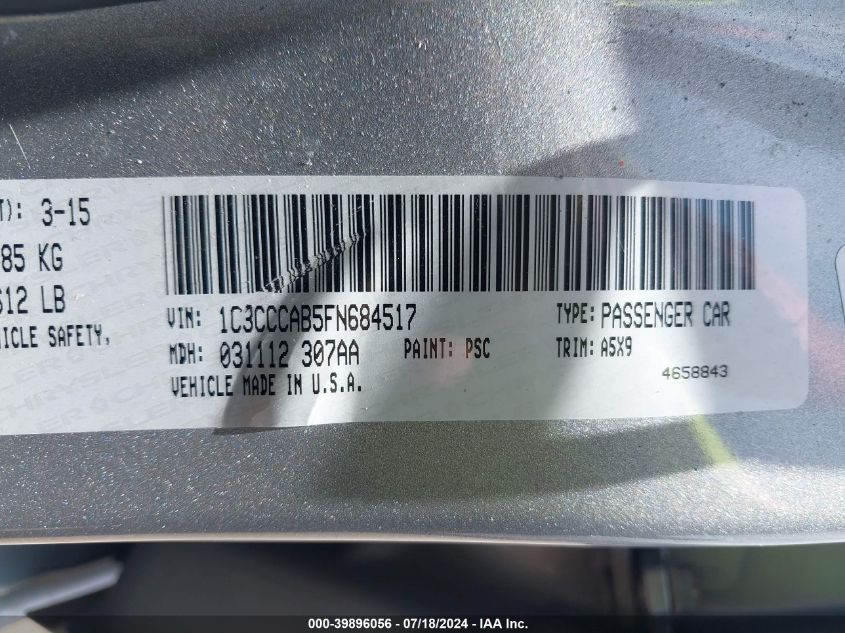 T): 3-15
85 KG
612 LB
HICLE SAFETY,
VIN: 1C3CCCAB5FN684517 TYPE: PASSENGER CAR
MDH: 031112 307AA PAINT: PSC TRIM: A5X9
VEHICLE MADE IN U.S.A. 4658843
000-39896056 - 07/18/2024 - IAA Inc.